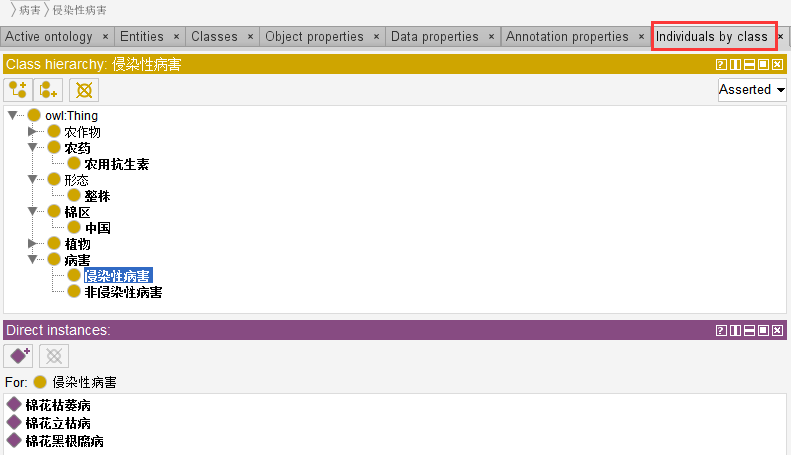 病害 侵染性病害
Active ontology × Entities × Classes × Object properties × Data properties × Annotation properties × Individuals by class ×
Class hierarchy: 侵染性病害
Asserted
owl:Thing
农作物
农药
农用抗生素
形态
整株
棉区
中国
植物
病害
侵染性病害
非侵染性病害
Direct instances:
For: 侵染性病害
棉花枯萎病
棉花立枯病
棉花黑根腐病